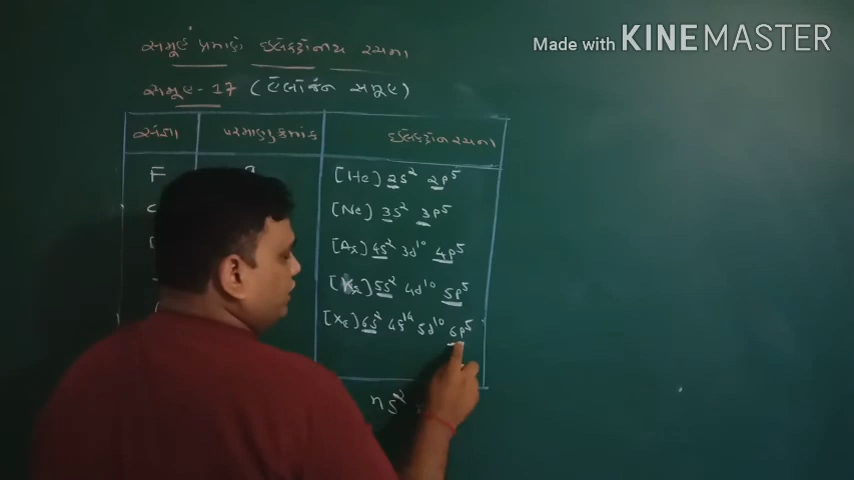 સમૂહ પ્રમાણે ઇલેક્ટ્રોનીય રચના
Made with KINEMASTER
સમૂહ - 17 (હેલોજન સમૂહ)
સંજ્ઞા પરમાણુક્રમાંક ઇલેક્ટ્રોન રચના
F [He] 2s² 2p⁵
[Ne] 3s² 3p⁵
[Ar] 4s² 3d¹⁰ 4p⁵
[Kr] 5s² 4d¹⁰ 5p⁵
[Xe] 6s² 4f¹⁴ 5d¹⁰ 6p⁵
ns²